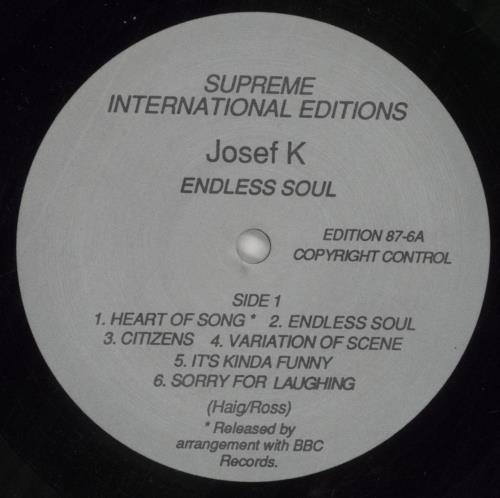 SUPREME
INTERNATIONAL EDITIONS
Josef K
ENDLESS SOUL
EDITION 87-6A
COPYRIGHT CONTROL
SIDE 1
1. HEART OF SONG * 2. ENDLESS SOUL
3. CITIZENS 4. VARIATION OF SCENE
5. IT'S KINDA FUNNY
6. SORRY FOR LAUGHING
(Haig/Ross)
* Released by
arrangement with BBC
Records.